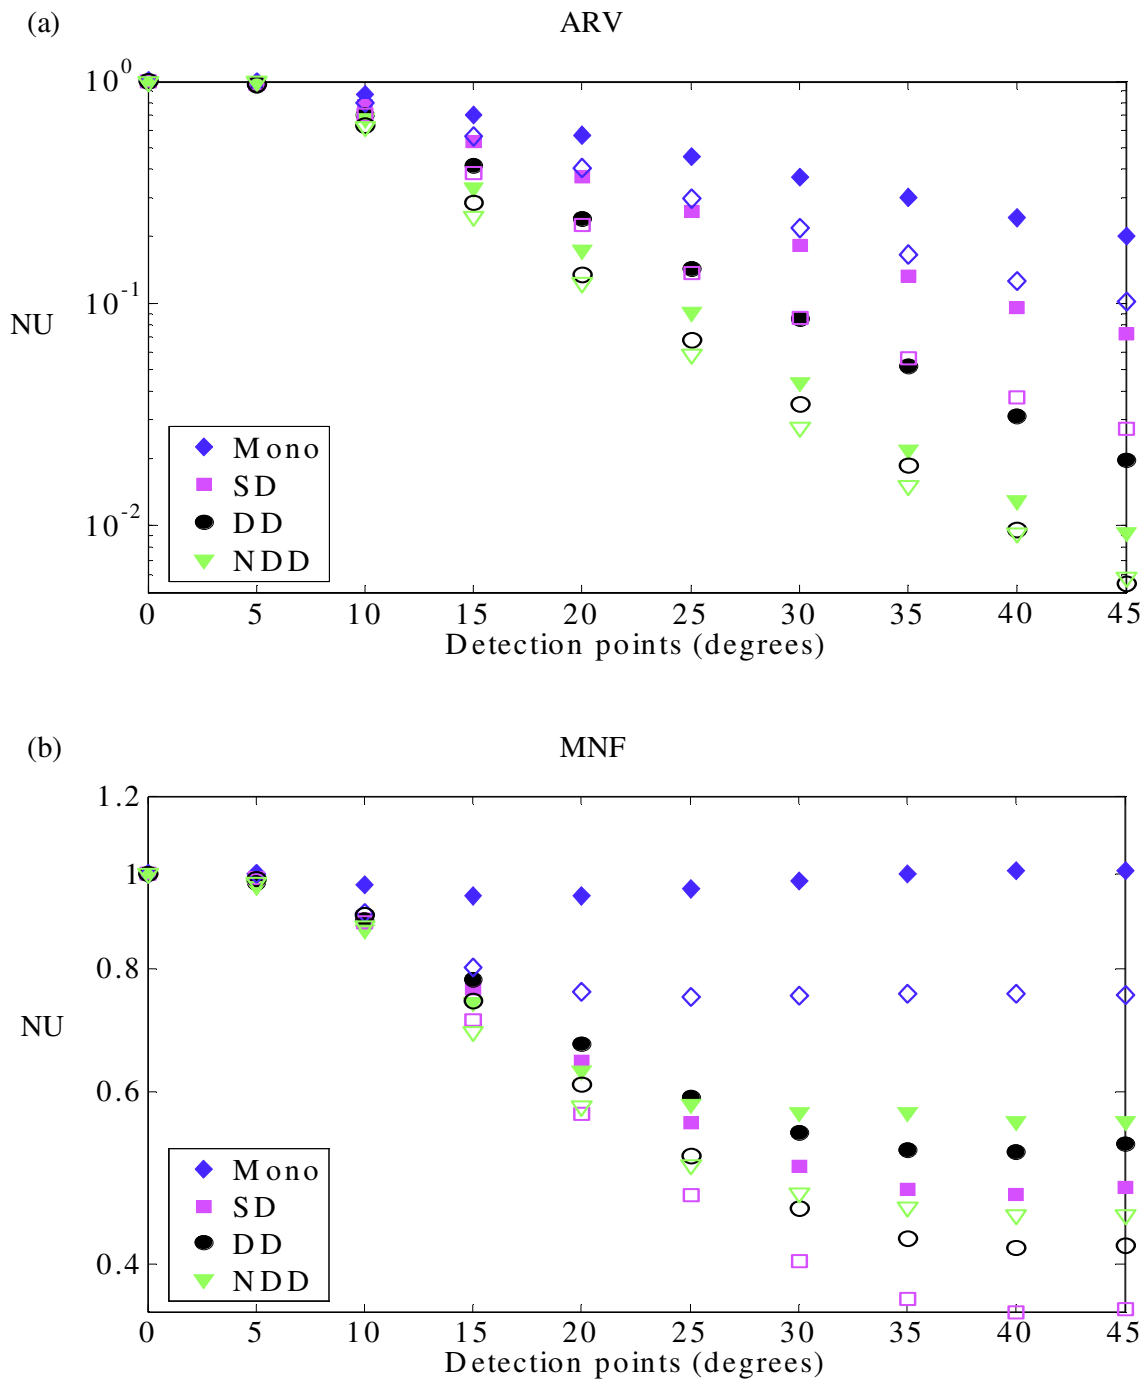 (a)
ARV
10^0
10^-1
10^-2
NU
Mono
SD
DD
NDD
0 5 10 15 20 25 30 35 40 45
Detection points (degrees)
(b)
MNF
1.2
1
0.8
0.6
0.4
NU
Mono
SD
DD
NDD
0 5 10 15 20 25 30 35 40 45
Detection points (degrees)